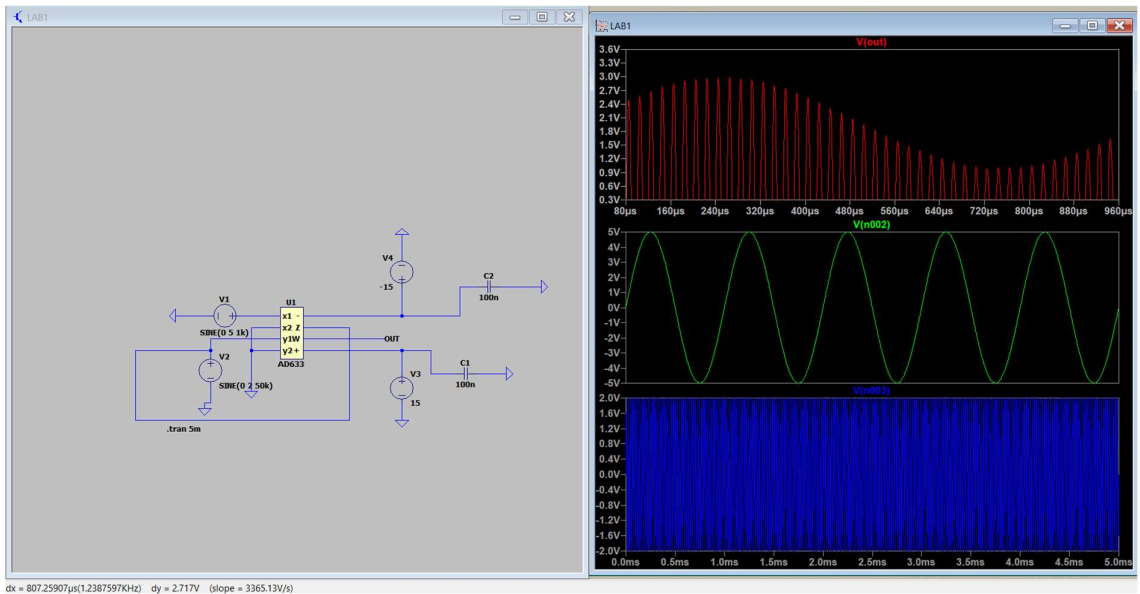 LAB1
V4
-15
C2
100n
V1
U1
x1 -
x2 Z
y1W
y2+
AD633
SINE(0 5 1k)
OUT
V2
SINE(0 2 50k)
C1
100n
V3
15
.tran 5m
LAB1
V(out)
3.6V
3.3V
3.0V
2.7V
2.4V
2.1V
1.8V
1.5V
1.2V
0.9V
0.6V
0.3V
80µs 160µs 240µs 320µs 400µs 480µs 560µs 640µs 720µs 800µs 880µs 960µs
V(n002)
5V
4V
3V
2V
1V
0V
-1V
-2V
-3V
-4V
-5V
V(n003)
2.0V
1.6V
1.2V
0.8V
0.4V
0.0V
-0.4V
-0.8V
-1.2V
-1.6V
-2.0V
0.0ms 0.5ms 1.0ms 1.5ms 2.0ms 2.5ms 3.0ms 3.5ms 4.0ms 4.5ms 5.0ms
dx = 807.25907µs(1.2387597KHz) dy = 2.717V (slope = 3365.13V/s)